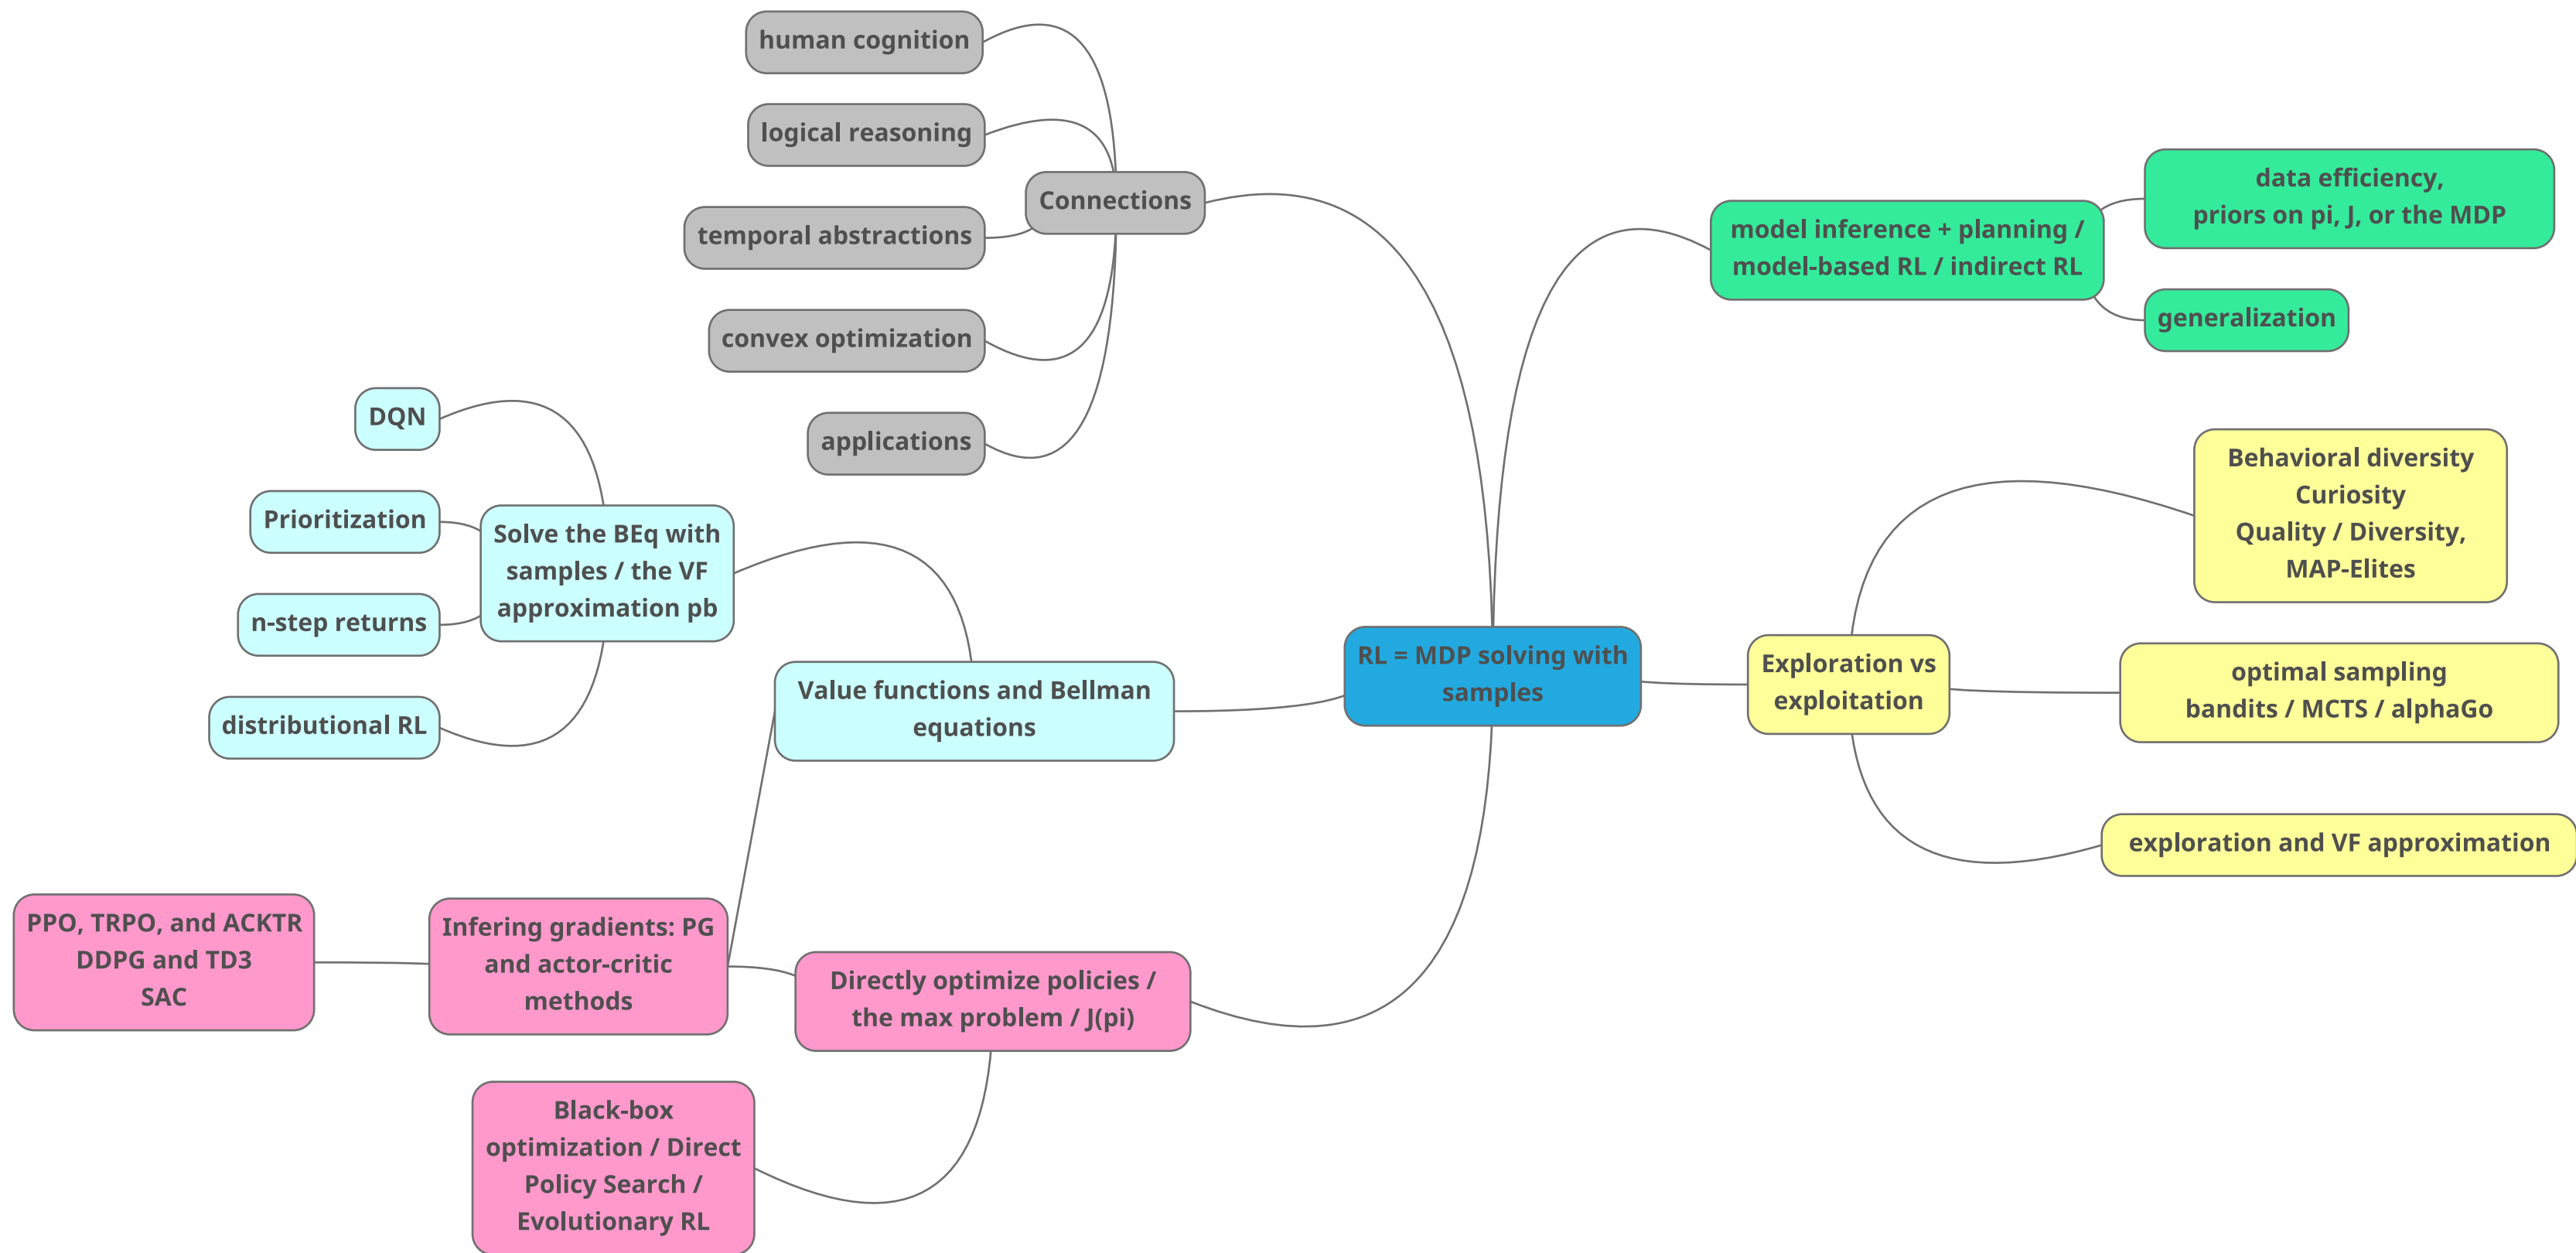 human cognition
logical reasoning
Connections
temporal abstractions
convex optimization
applications
model inference + planning /
model-based RL / indirect RL
data efficiency,
priors on pi, J, or the MDP
generalization
DQN
Prioritization
n-step returns
distributional RL
Solve the BEq with
samples / the VF
approximation pb
Value functions and Bellman
equations
RL = MDP solving with
samples
Exploration vs
exploitation
Behavioral diversity
Curiosity
Quality / Diversity,
MAP-Elites
optimal sampling
bandits / MCTS / alphaGo
exploration and VF approximation
PPO, TRPO, and ACKTR
DDPG and TD3
SAC
Infering gradients: PG
and actor-critic
methods
Directly optimize policies /
the max problem / J(pi)
Black-box
optimization / Direct
Policy Search /
Evolutionary RL